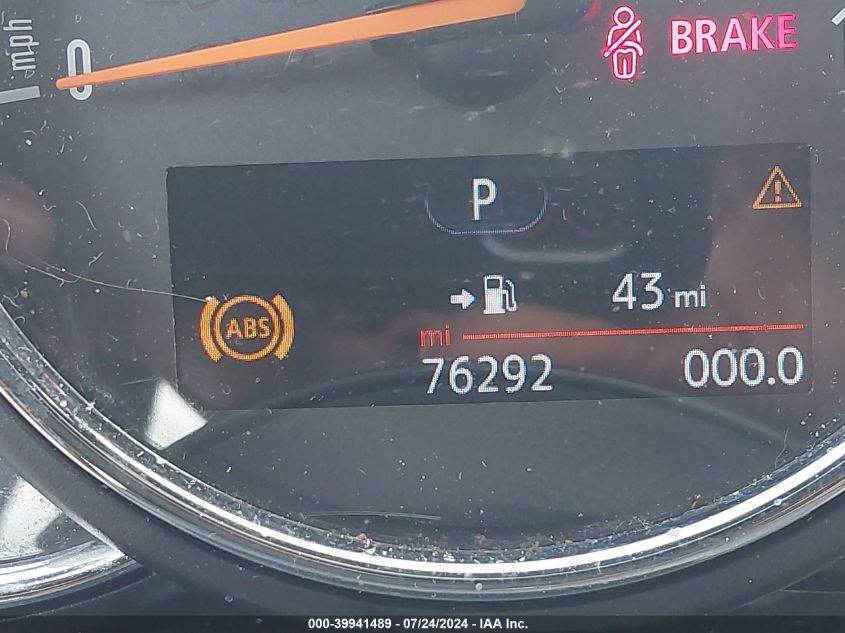 mph
0
BRAKE
P
43 mi
ABS
mi
76292 000.0
000-39941489 - 07/24/2024 - IAA Inc.